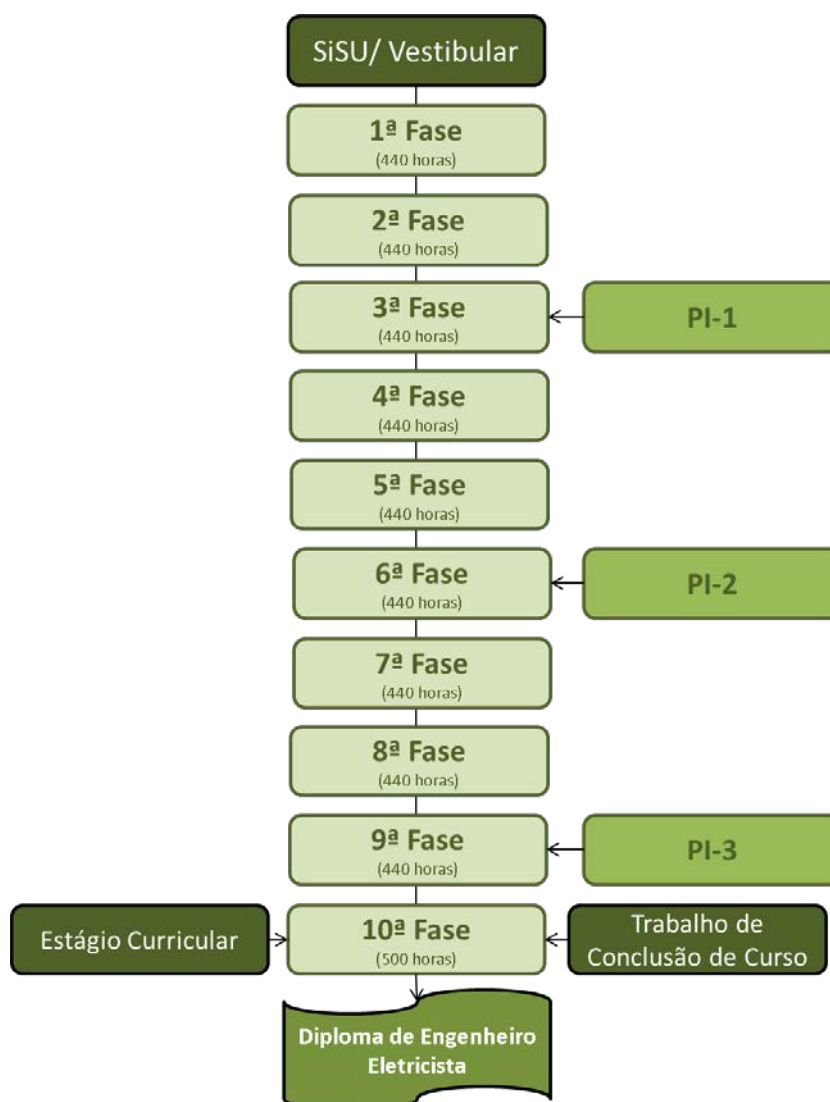 SiSU/ Vestibular
1ª Fase
(440 horas)
2ª Fase
(440 horas)
3ª Fase
(440 horas)
PI-1
4ª Fase
(440 horas)
5ª Fase
(440 horas)
6ª Fase
(440 horas)
PI-2
7ª Fase
(440 horas)
8ª Fase
(440 horas)
9ª Fase
(440 horas)
PI-3
Estágio Curricular
10ª Fase
(500 horas)
Trabalho de
Conclusão de Curso
Diploma de Engenheiro
Eletricista